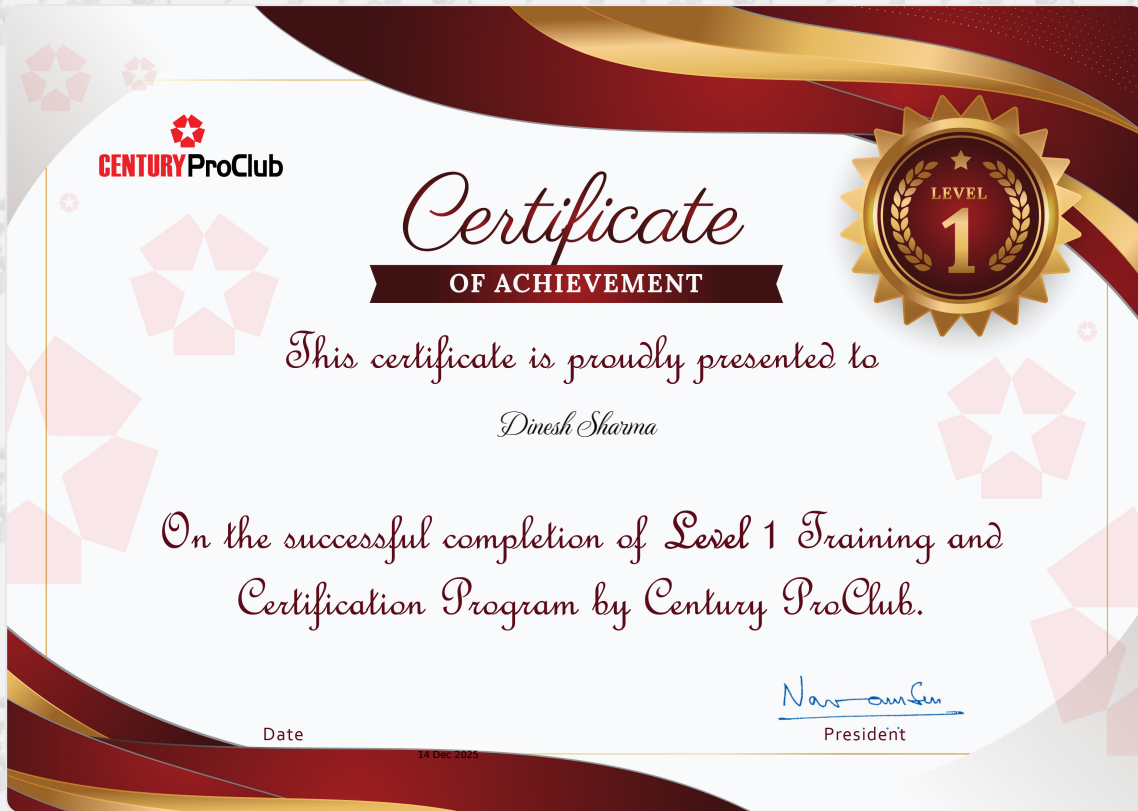 CENTURY ProClub
LEVEL
1
Certificate
OF ACHIEVEMENT
This certificate is proudly presented to
Dinesh Sharma
On the successful completion of Level 1 Training and
Certification Program by Century ProClub.
Date
President
14 Dec 2025